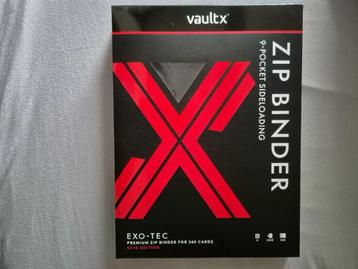 vaultx
ZIP BINDER
9-POCKET SIDELOADING
EXO-TEC
PREMIUM ZIP BINDER FOR 360 CARDS